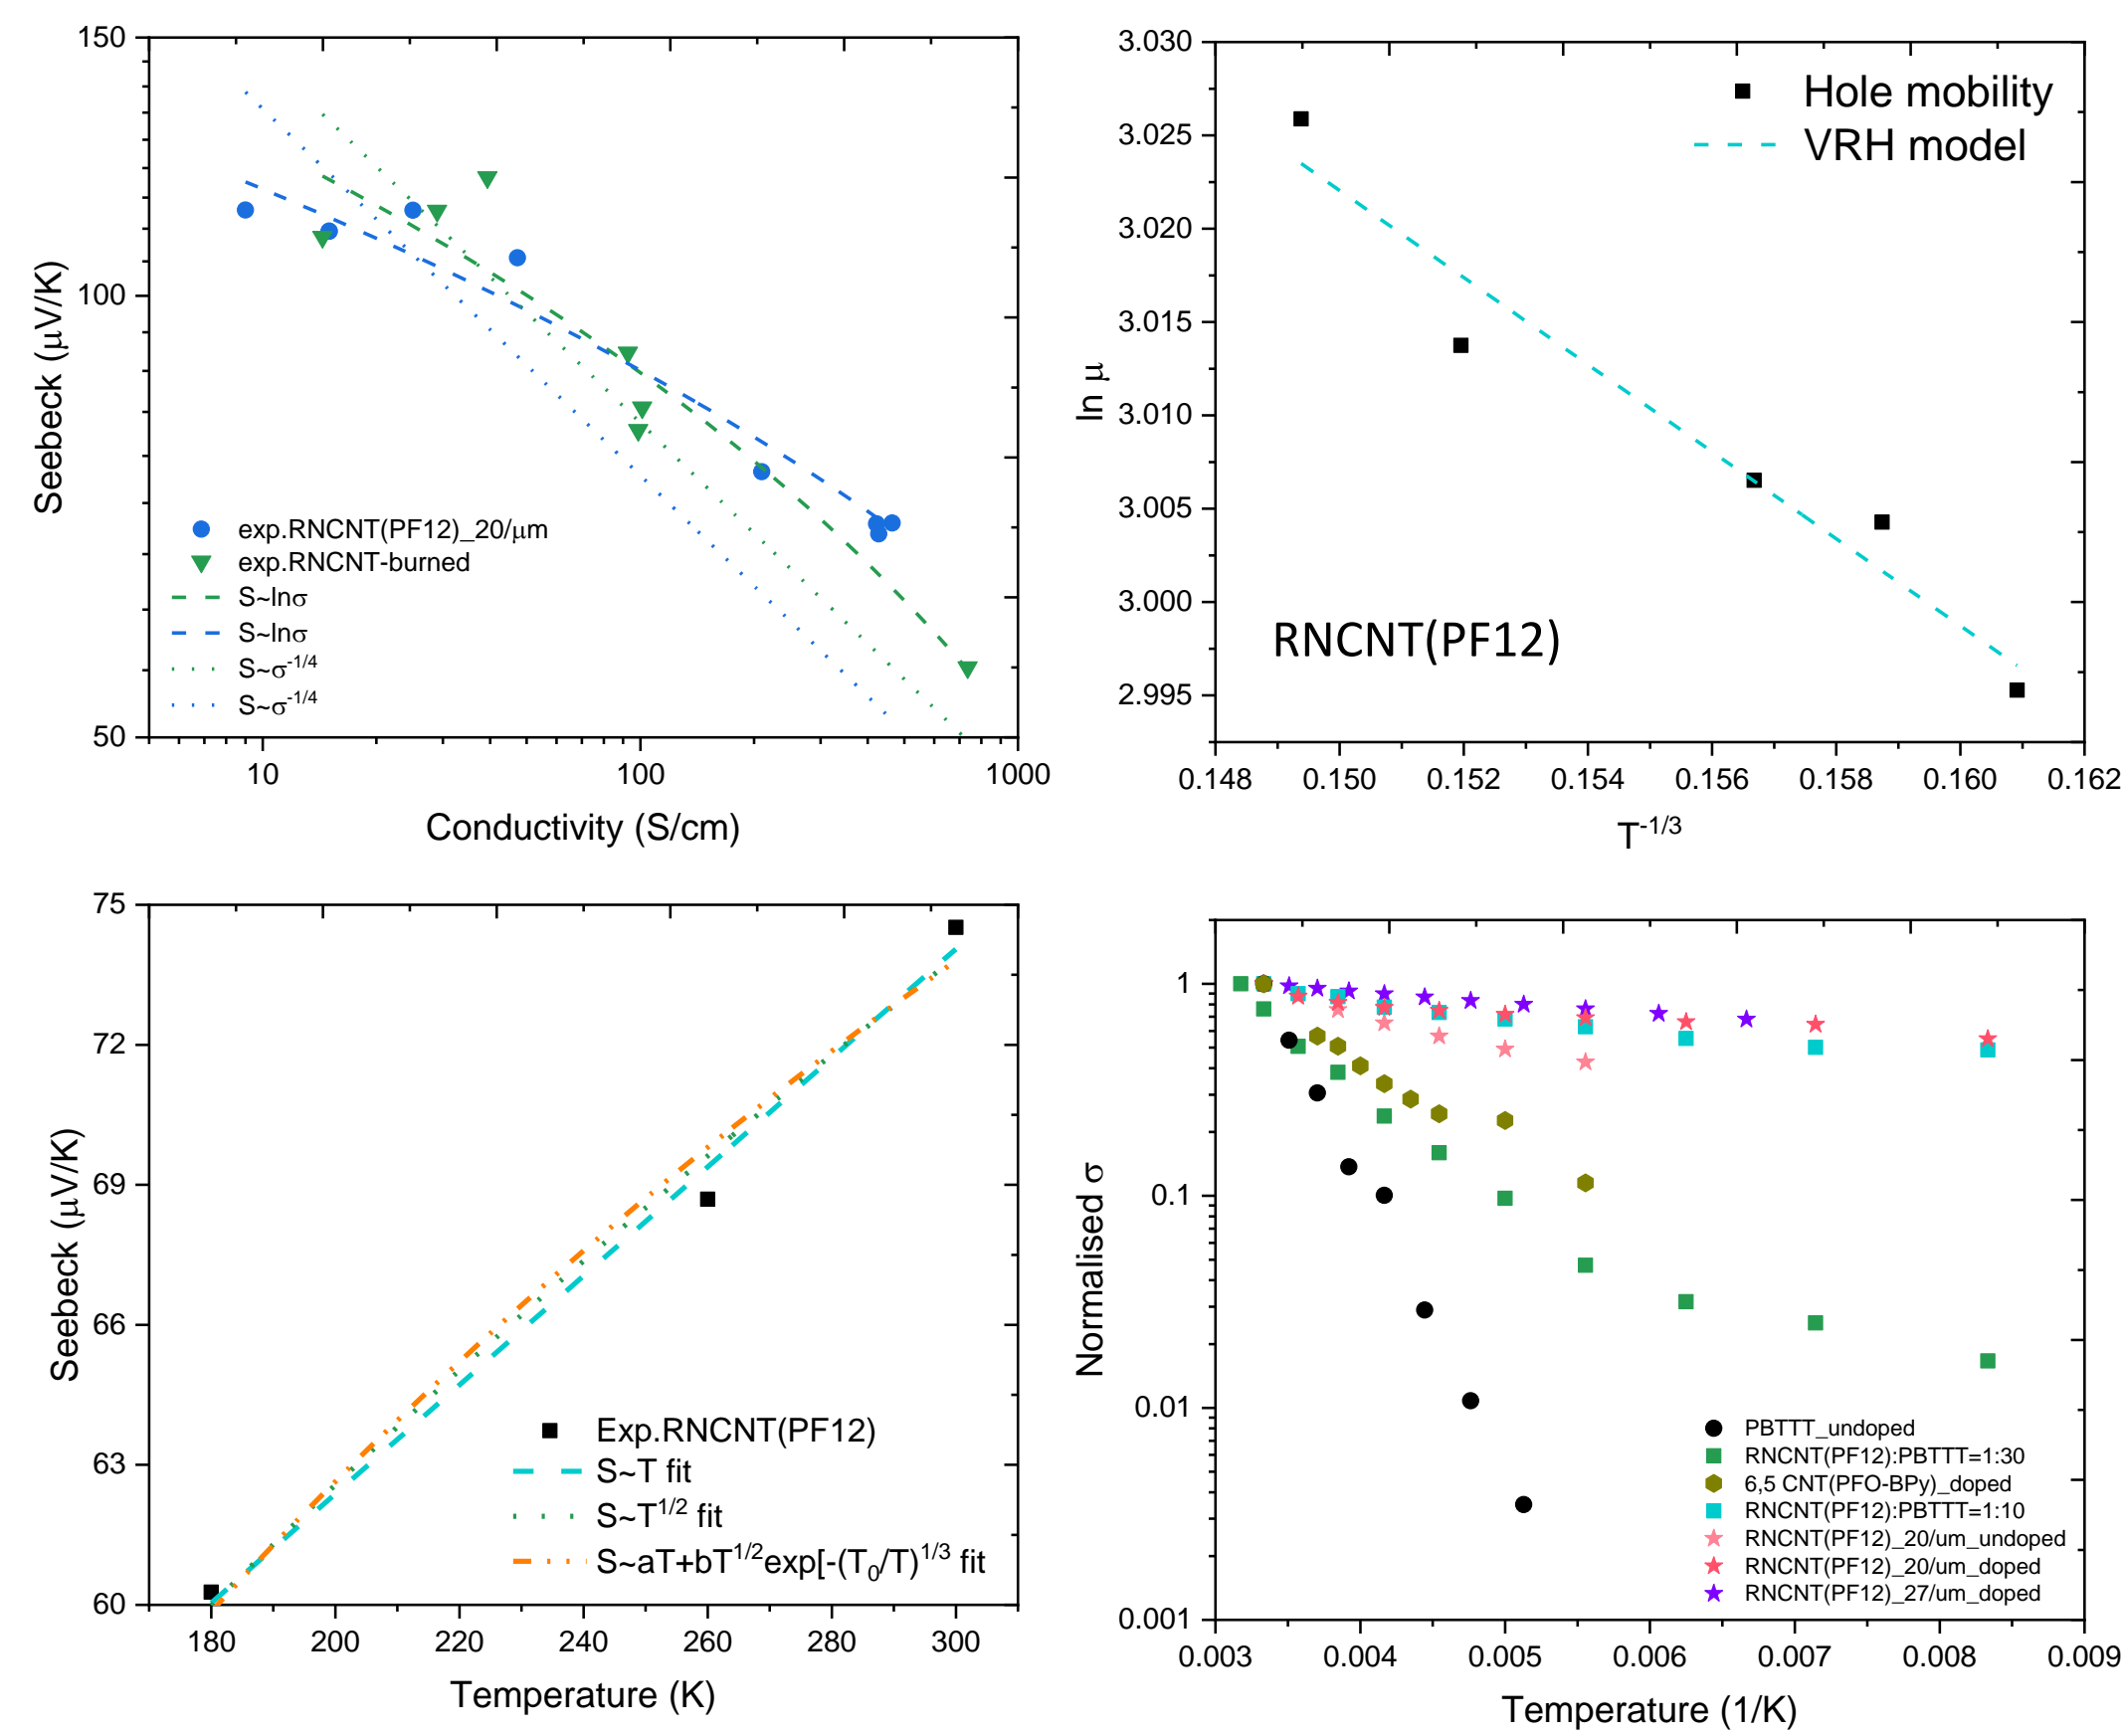 150
100
50
Seebeck (μV/K)
exp.RNCNT(PF12)_20/μm
exp.RNCNT-burned
S~lnσ
S~lnσ
S~σ^-1/4
S~σ^-1/4
10 100 1000
Conductivity (S/cm)
3.030
3.025
3.020
3.015
3.010
3.005
3.000
2.995
ln μ
Hole mobility
VRH model
RNCNT(PF12)
0.148 0.150 0.152 0.154 0.156 0.158 0.160 0.162
T^-1/3
75
72
69
66
63
60
Seebeck (μV/K)
Exp.RNCNT(PF12)
S~T fit
S~T^1/2 fit
S~aT+bT^1/2exp[-(T_0/T)^1/3 fit
180 200 220 240 260 280 300
Temperature (K)
1
0.1
0.01
0.001
Normalised σ
PBTTT_undoped
RNCNT(PF12):PBTTT=1:30
6,5 CNT(PFO-BPy)_doped
RNCNT(PF12):PBTTT=1:10
RNCNT(PF12)_20/um_undoped
RNCNT(PF12)_20/um_doped
RNCNT(PF12)_27/um_doped
0.003 0.004 0.005 0.006 0.007 0.008 0.009
Temperature (1/K)